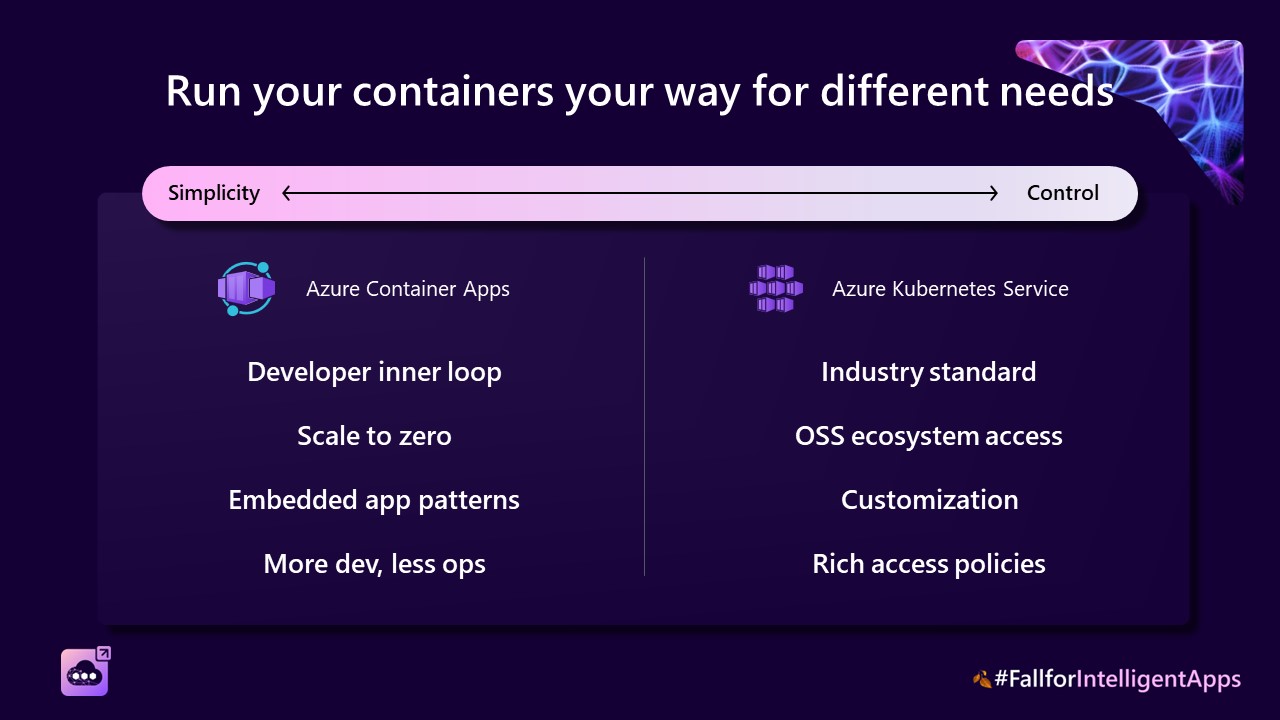 Run your containers your way for different needs
Simplicity
Control
Azure Container Apps
Developer inner loop
Scale to zero
Embedded app patterns
More dev, less ops
Azure Kubernetes Service
Industry standard
OSS ecosystem access
Customization
Rich access policies
#FallforIntelligentApps